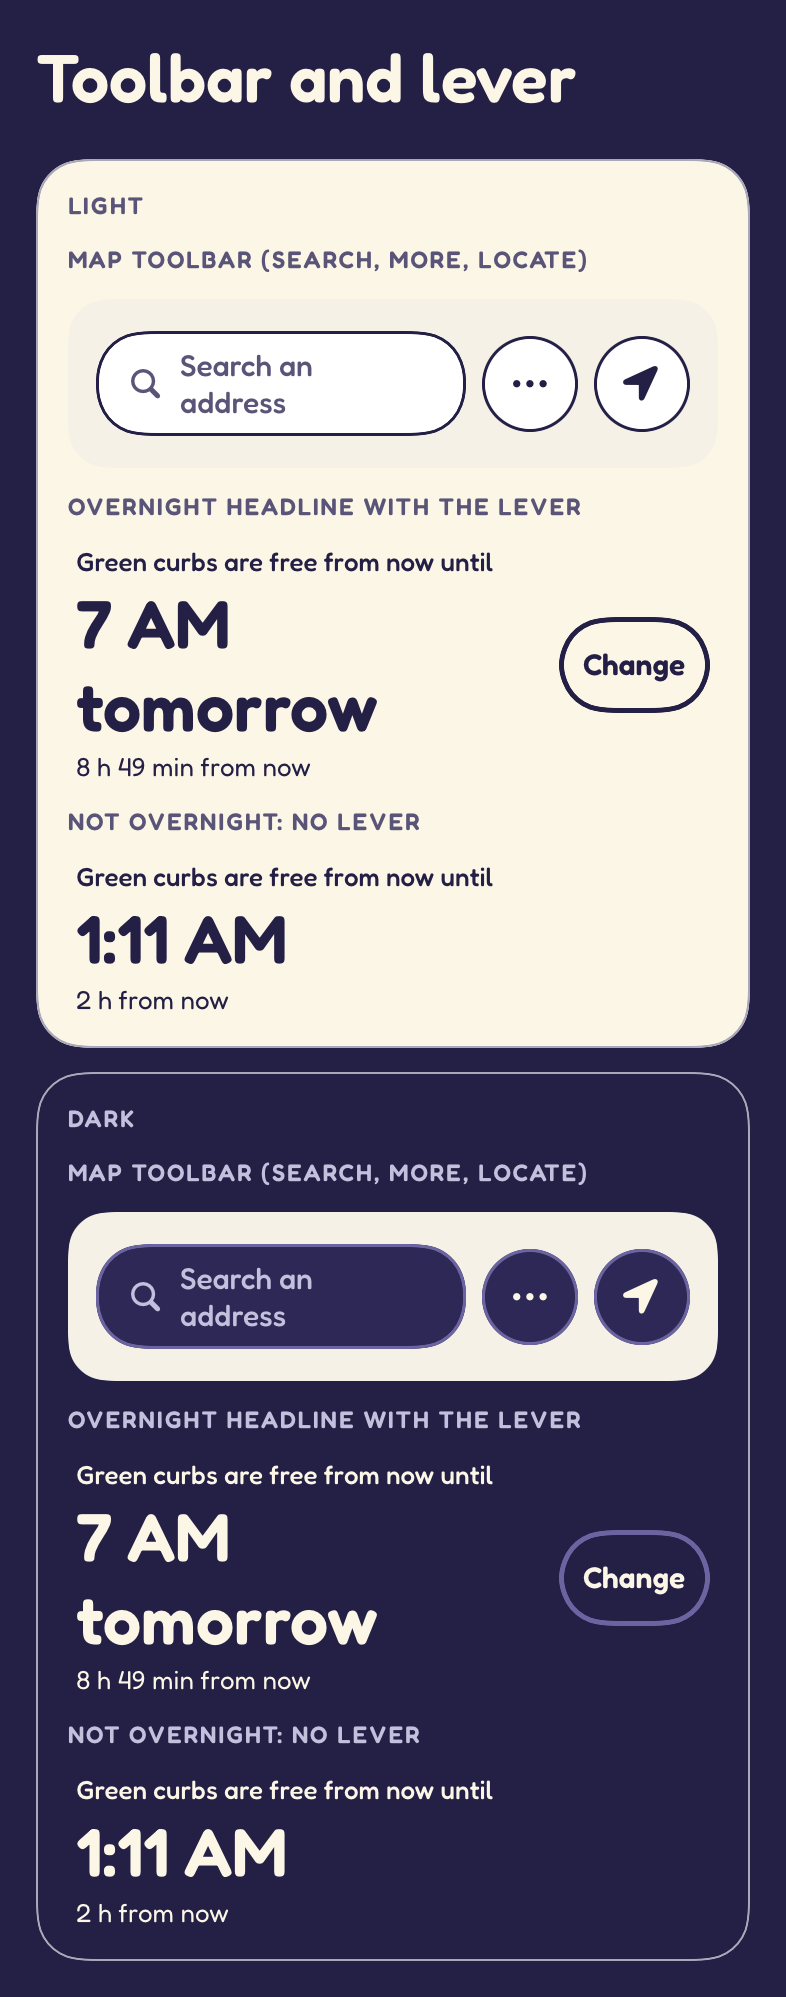 Toolbar and lever
LIGHT
MAP TOOLBAR (SEARCH, MORE, LOCATE)
Search an
address
OVERNIGHT HEADLINE WITH THE LEVER
Green curbs are free from now until
7 AM
tomorrow
Change
8 h 49 min from now
NOT OVERNIGHT: NO LEVER
Green curbs are free from now until
1:11 AM
2 h from now
DARK
MAP TOOLBAR (SEARCH, MORE, LOCATE)
Search an
address
OVERNIGHT HEADLINE WITH THE LEVER
Green curbs are free from now until
7 AM
tomorrow
Change
8 h 49 min from now
NOT OVERNIGHT: NO LEVER
Green curbs are free from now until
1:11 AM
2 h from now